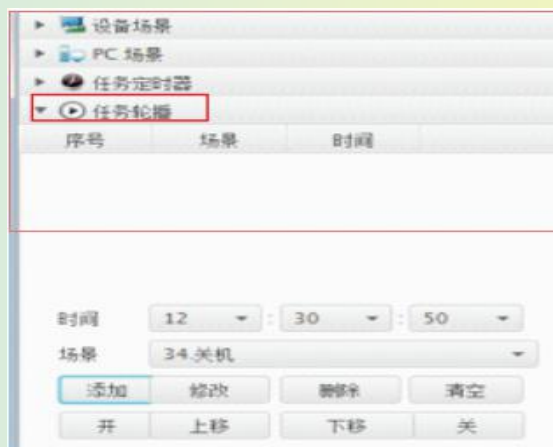 设备场景
PC 场景
任务定时器
任务轮播
序号 场景 时间
时间 12 : 30 : 50
场景 34.关机
添加 修改 删除 清空
开 上移 下移 关